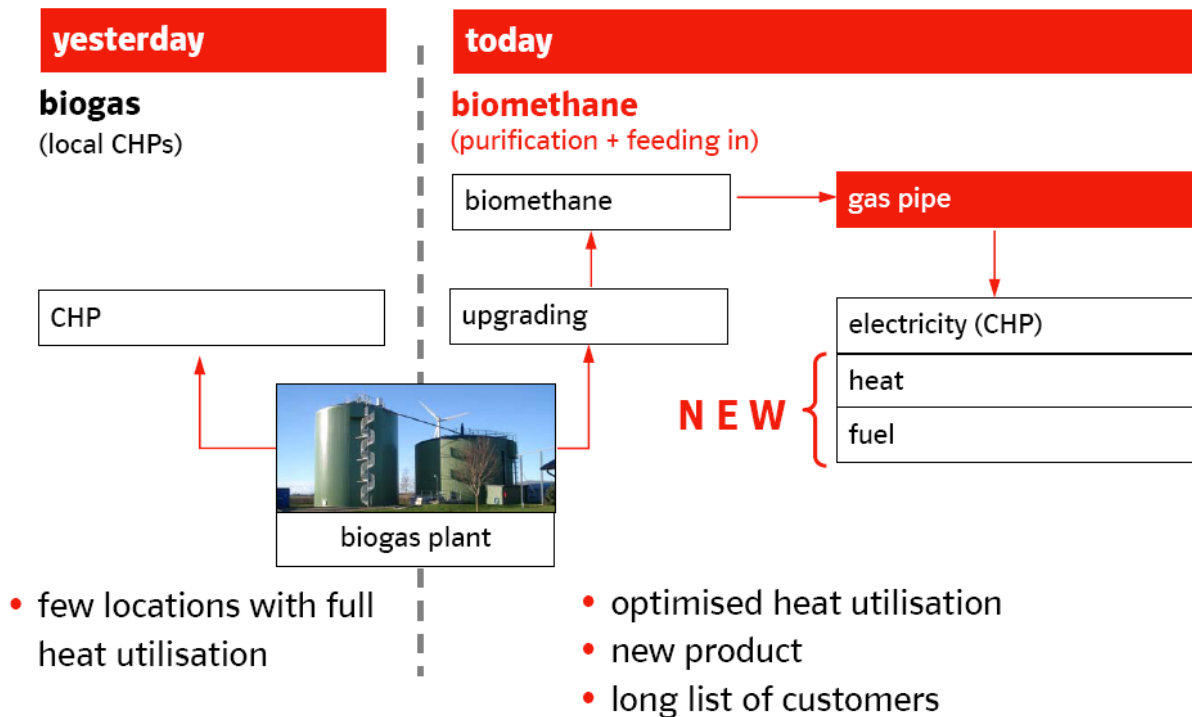 yesterday
biogas
(local CHPs)
CHP
today
biomethane
(purification + feeding in)
biomethane
gas pipe
upgrading
electricity (CHP)
heat
fuel
N E W
biogas plant
• few locations with full
heat utilisation
• optimised heat utilisation
• new product
• long list of customers